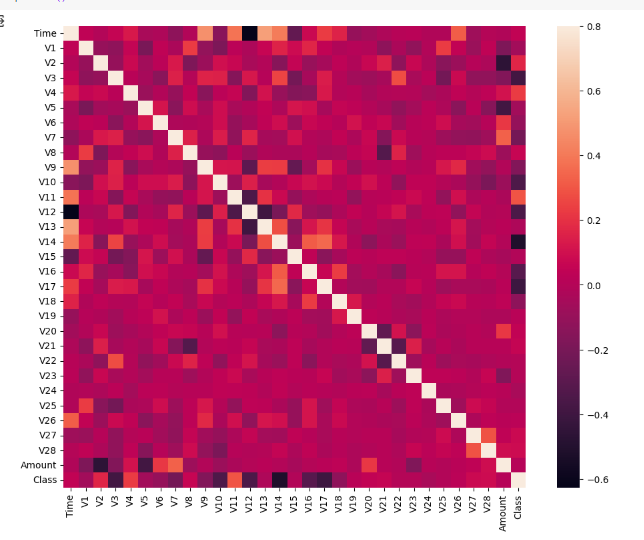 Time
V1
V2
V3
V4
V5
V6
V7
V8
V9
V10
V11
V12
V13
V14
V15
V16
V17
V18
V19
V20
V21
V22
V23
V24
V25
V26
V27
V28
Amount
Class
Time
V1
V2
V3
V4
V5
V6
V7
V8
V9
V10
V11
V12
V13
V14
V15
V16
V17
V18
V19
V20
V21
V22
V23
V24
V25
V26
V27
V28
Amount
Class
0.8
0.6
0.4
0.2
0.0
−0.2
−0.4
−0.6